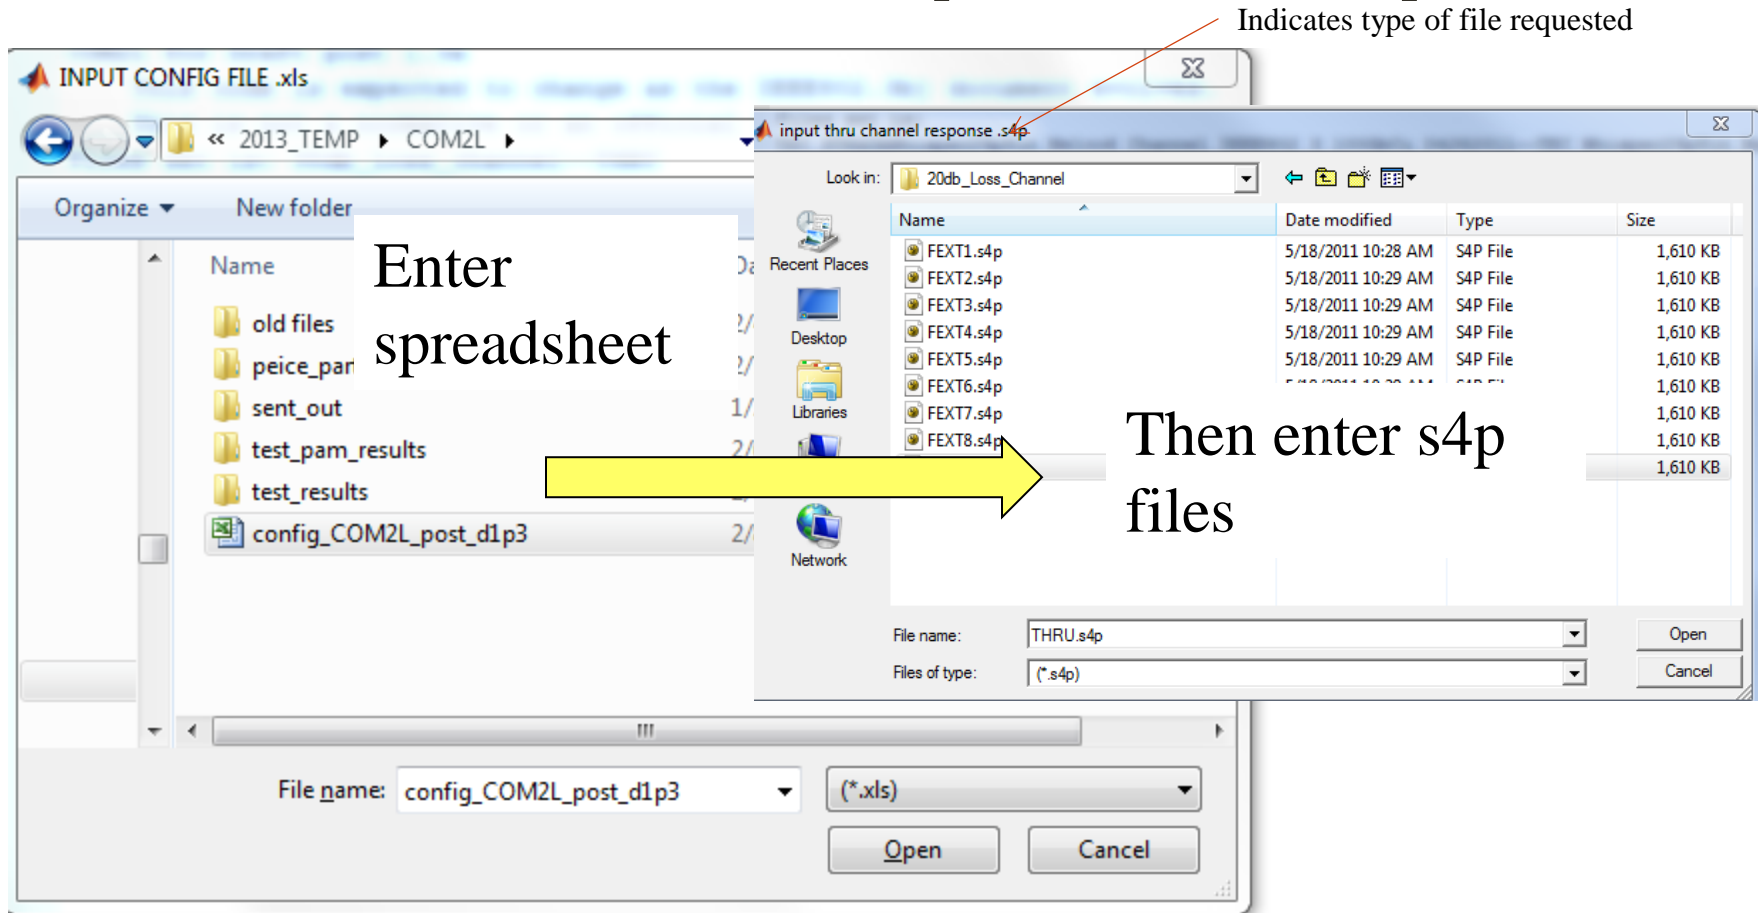 Indicates type of file requested
INPUT CONFIG FILE .xls
« 2013_TEMP COM2L
Organize
New folder
Name
old files
2/
2/
sent_out
1/
test_pam_results
2/
test_results
config_COM2L_post_d1p3
2/
File name: config_COM2L_post_d1p3
(*.xls)
Open
Cancel
Enter
spreadsheet
input thru channel response .s4p
Look in: 20db_Loss_Channel
Recent Places
Desktop
Libraries
Network
Name Date modified Type Size
FEXT1.s4p 5/18/2011 10:28 AM S4P File 1,610 KB
FEXT2.s4p 5/18/2011 10:29 AM S4P File 1,610 KB
FEXT3.s4p 5/18/2011 10:29 AM S4P File 1,610 KB
FEXT4.s4p 5/18/2011 10:29 AM S4P File 1,610 KB
FEXT5.s4p 5/18/2011 10:29 AM S4P File 1,610 KB
FEXT6.s4p 1,610 KB
FEXT7.s4p 1,610 KB
FEXT8.s4p 1,610 KB
1,610 KB
Then enter s4p
files
File name: THRU.s4p
Open
Files of type: (*.s4p)
Cancel